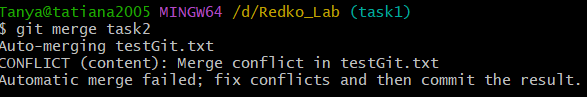 Tanya@tatiana2005 MINGW64 /d/Redko_Lab (task1)
$ git merge task2
Auto-merging testGit.txt
CONFLICT (content): Merge conflict in testGit.txt
Automatic merge failed; fix conflicts and then commit the result.